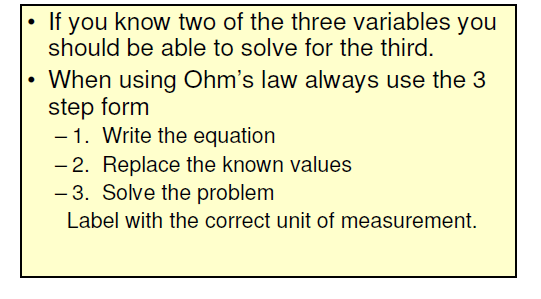 • If you know two of the three variables you
should be able to solve for the third.
• When using Ohm's law always use the 3
step form
– 1. Write the equation
– 2. Replace the known values
– 3. Solve the problem
Label with the correct unit of measurement.